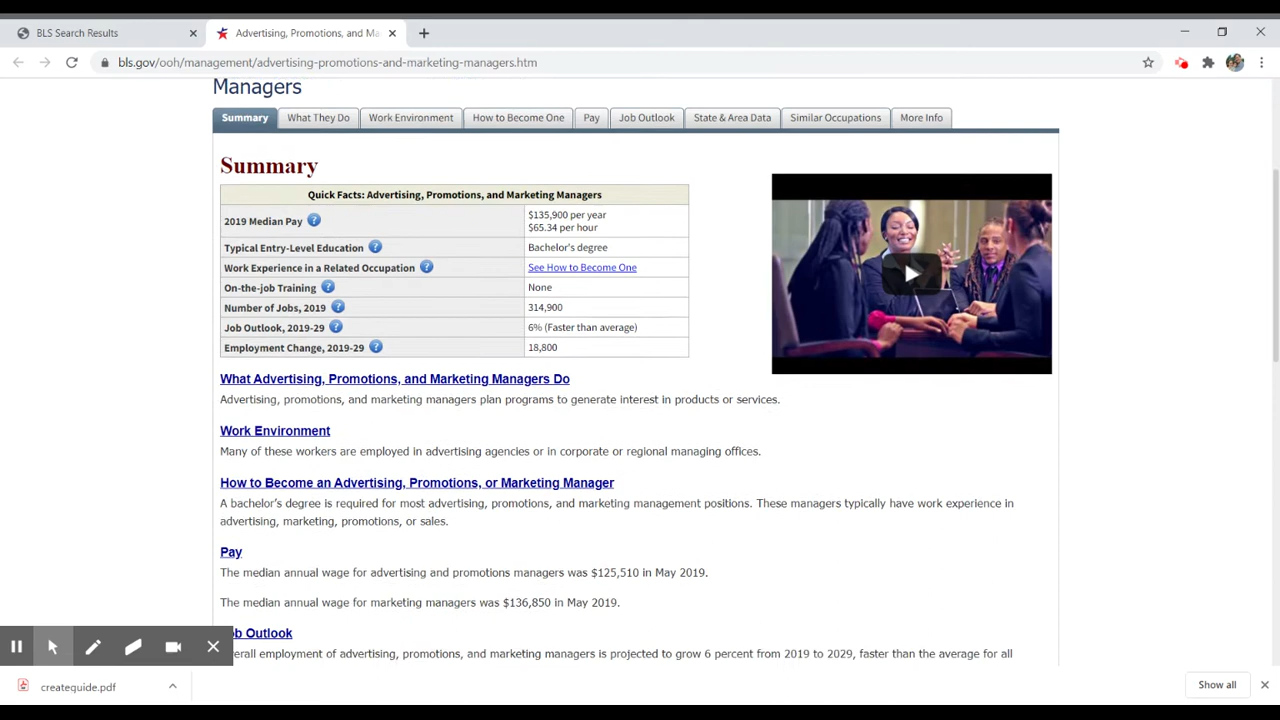 BLS Search Results
Advertising, Promotions, and Ma
bls.gov/ooh/management/advertising-promotions-and-marketing-managers.htm
Managers
Summary
What They Do
Work Environment
How to Become One
Pay
Job Outlook
State & Area Data
Similar Occupations
More Info
Summary
Quick Facts: Advertising, Promotions, and Marketing Managers
2019 Median Pay ?
$135,900 per year
$65.34 per hour
Typical Entry-Level Education ?
Bachelor's degree
Work Experience in a Related Occupation ?
See How to Become One
On-the-job Training ?
None
Number of Jobs, 2019 ?
314,900
Job Outlook, 2019-29 ?
6% (Faster than average)
Employment Change, 2019-29 ?
18,800
What Advertising, Promotions, and Marketing Managers Do
Advertising, promotions, and marketing managers plan programs to generate interest in products or services.
Work Environment
Many of these workers are employed in advertising agencies or in corporate or regional managing offices.
How to Become an Advertising, Promotions, or Marketing Manager
A bachelor's degree is required for most advertising, promotions, and marketing management positions. These managers typically have work experience in
advertising, marketing, promotions, or sales.
Pay
The median annual wage for advertising and promotions managers was $125,510 in May 2019.
The median annual wage for marketing managers was $136,850 in May 2019.
ob Outlook
verall employment of advertising, promotions, and marketing managers is projected to grow 6 percent from 2019 to 2029, faster than the average for all
createguide.pdf
Show all